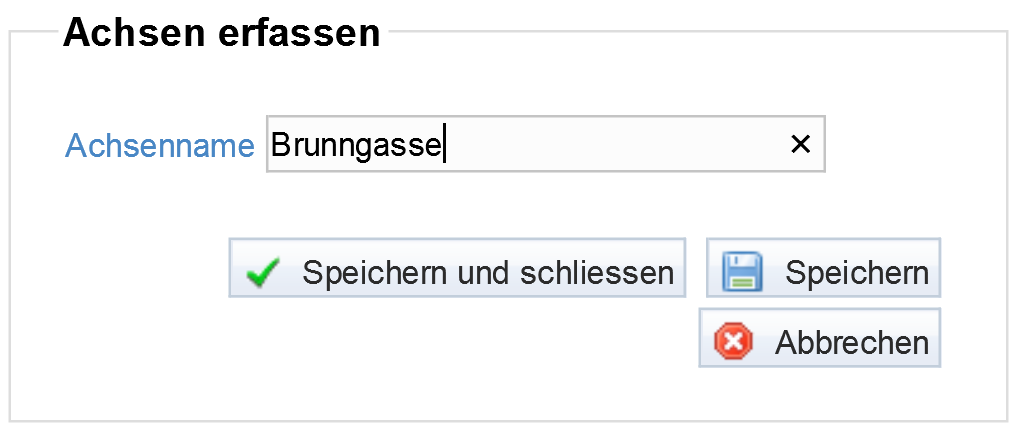 Achsen erfassen
Achsenname Brunngasse ×
Speichern und schliessen Speichern
Abbrechen